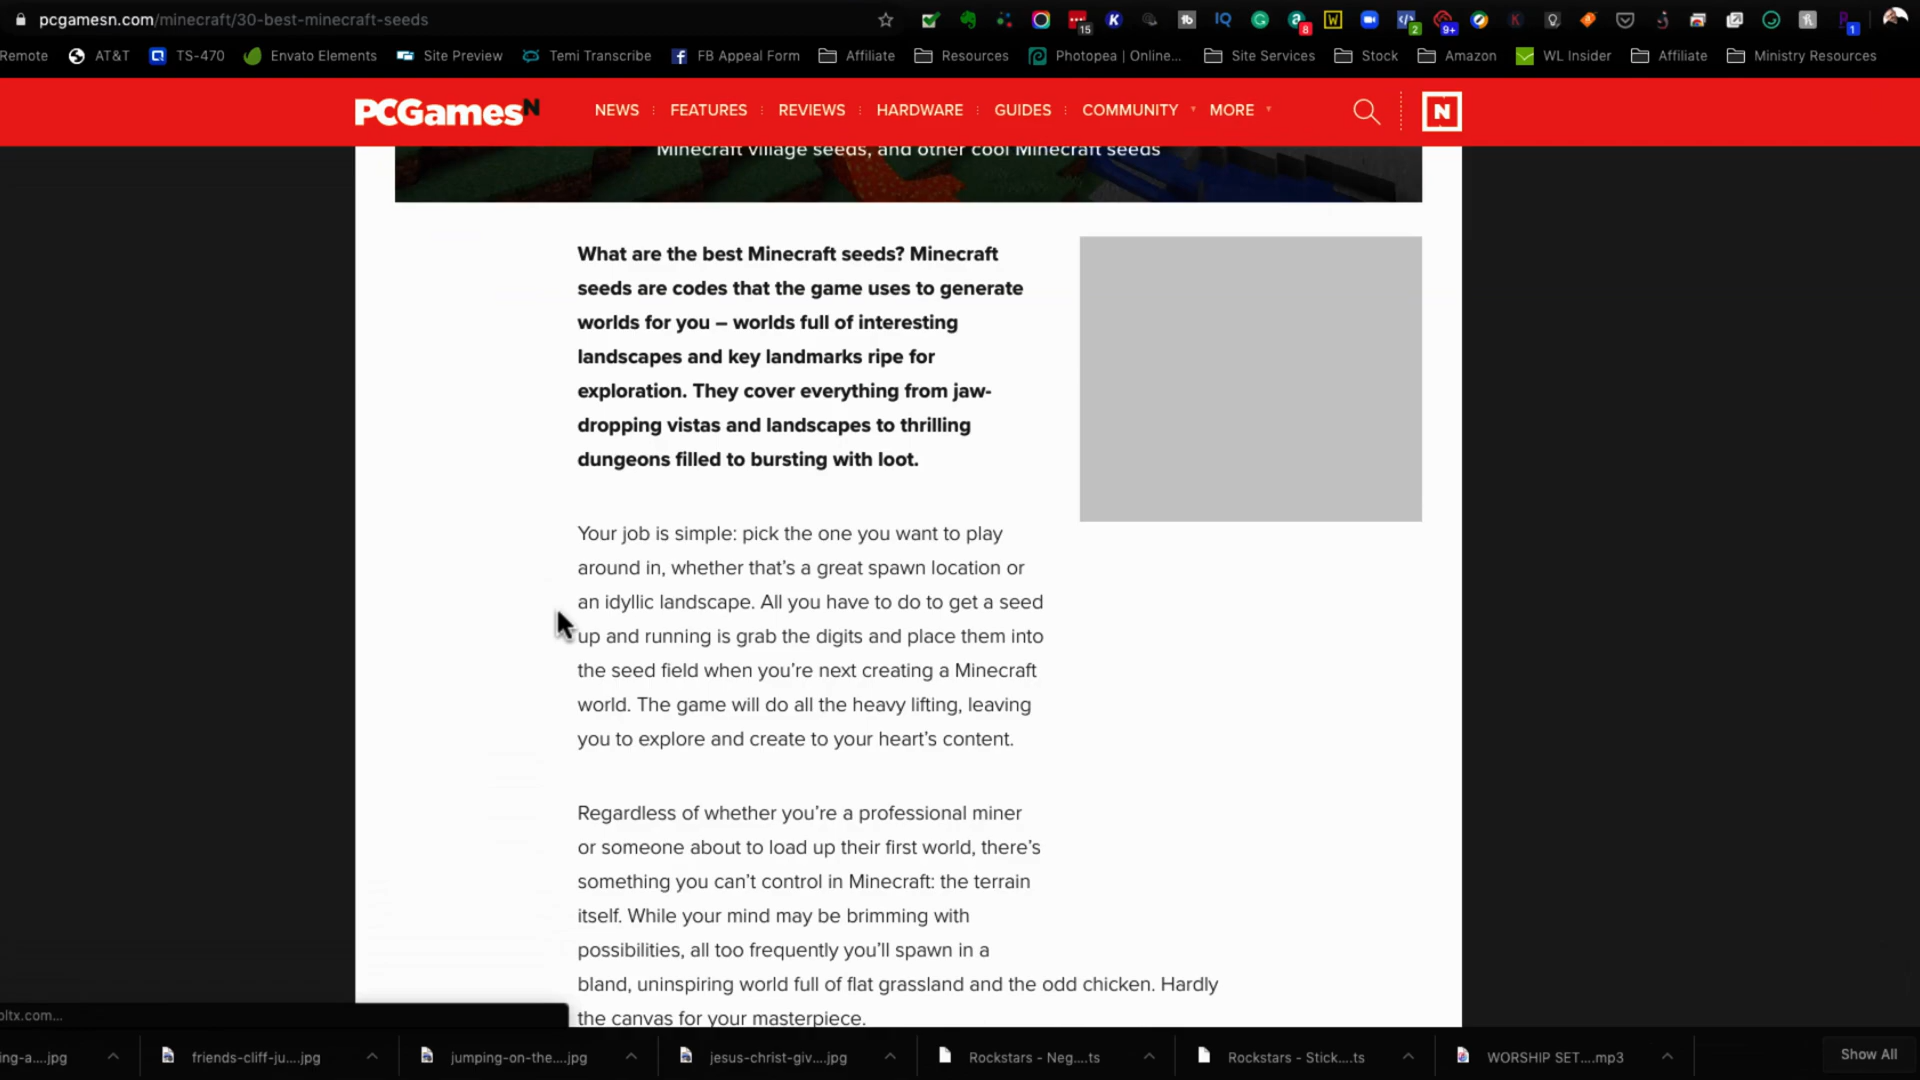 pcgamesn.com/minecraft/30-best-minecraft-seeds
15 8 2 9+ 1
Remote AT&T TS-470 Envato Elements Site Preview Temi Transcribe FB Appeal Form Affiliate Resources Photopea | Online... Site Services Stock Amazon WL Insider Affiliate Ministry Resources
PCGamesN NEWS FEATURES REVIEWS HARDWARE GUIDES COMMUNITY MORE N
Minecraft village seeds, and other cool Minecraft seeds
What are the best Minecraft seeds? Minecraft
seeds are codes that the game uses to generate
worlds for you – worlds full of interesting
landscapes and key landmarks ripe for
exploration. They cover everything from jaw-
dropping vistas and landscapes to thrilling
dungeons filled to bursting with loot.
Your job is simple: pick the one you want to play
around in, whether that’s a great spawn location or
an idyllic landscape. All you have to do to get a seed
up and running is grab the digits and place them into
the seed field when you’re next creating a Minecraft
world. The game will do all the heavy lifting, leaving
you to explore and create to your heart’s content.
Regardless of whether you’re a professional miner
or someone about to load up their first world, there’s
something you can’t control in Minecraft: the terrain
itself. While your mind may be brimming with
possibilities, all too frequently you’ll spawn in a
bland, uninspiring world full of flat grassland and the odd chicken. Hardly
the canvas for your masterpiece.
oltx.com...
ing-a....jpg friends-cliff-ju....jpg jumping-on-the....jpg jesus-christ-giv....jpg Rockstars - Neg....ts Rockstars - Stick....ts WORSHIP SET....mp3 Show All